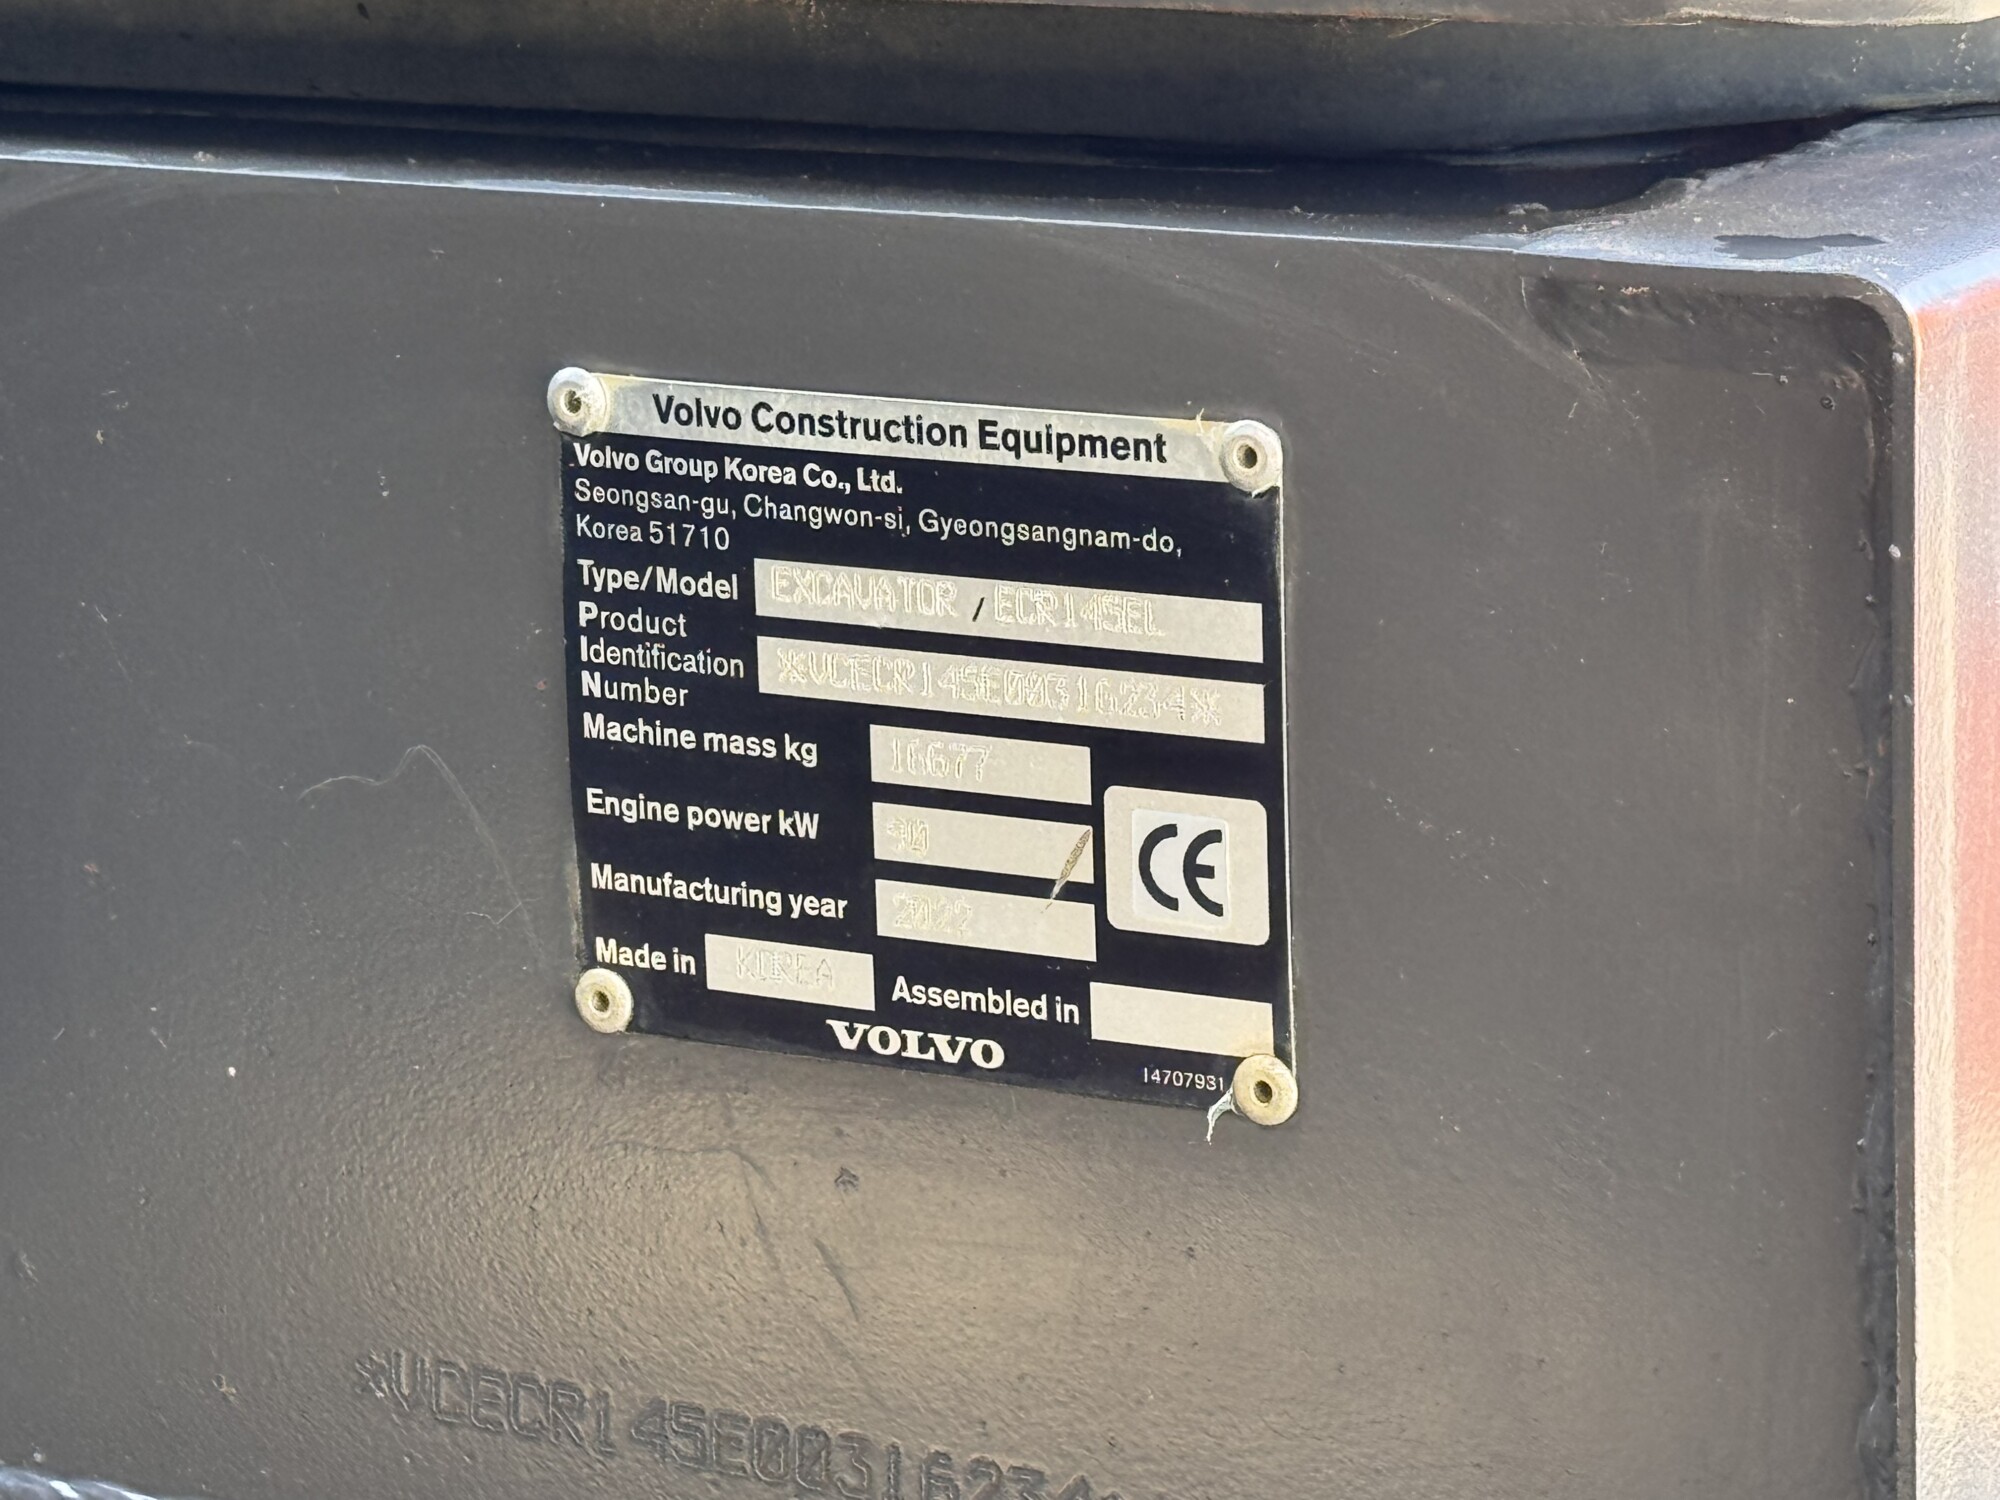 Volvo Construction Equipment
Volvo Group Korea Co., Ltd.
Seongsan-gu, Changwon-si, Gyeongsangnam-do,
Korea 51710
Type/Model EXCAVATOR / ECR145EL
Product
Identification
Number *VCECR145E00316234*
Machine mass kg 16677
Engine power kW 90
Manufacturing year 2022
CE
Made in KOREA Assembled in
VOLVO
14707931
*VCECR145E00316234